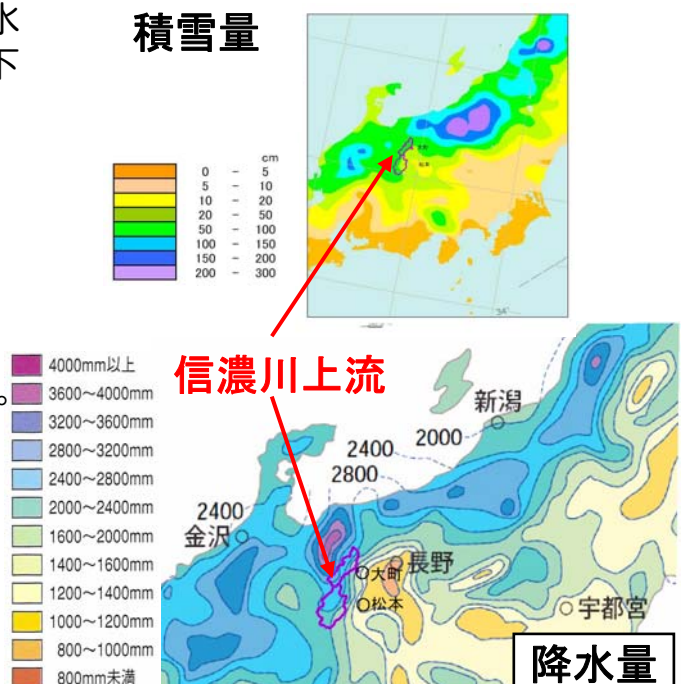 水
下
積雪量
cm
0 - 5
5 - 10
10 - 20
20 - 50
50 - 100
100 - 150
150 - 200
200 - 300
34°
信濃川上流
。
4000mm以上
3600～4000mm
3200～3600mm
2800～3200mm
2400～2800mm
2000～2400mm
1600～2000mm
1400～1600mm
1200～1400mm
1000～1200mm
800～1000mm
800mm未満
新潟
2000
2400
2800
2400
金沢
長野
大町
松本
宇都宮
降水量